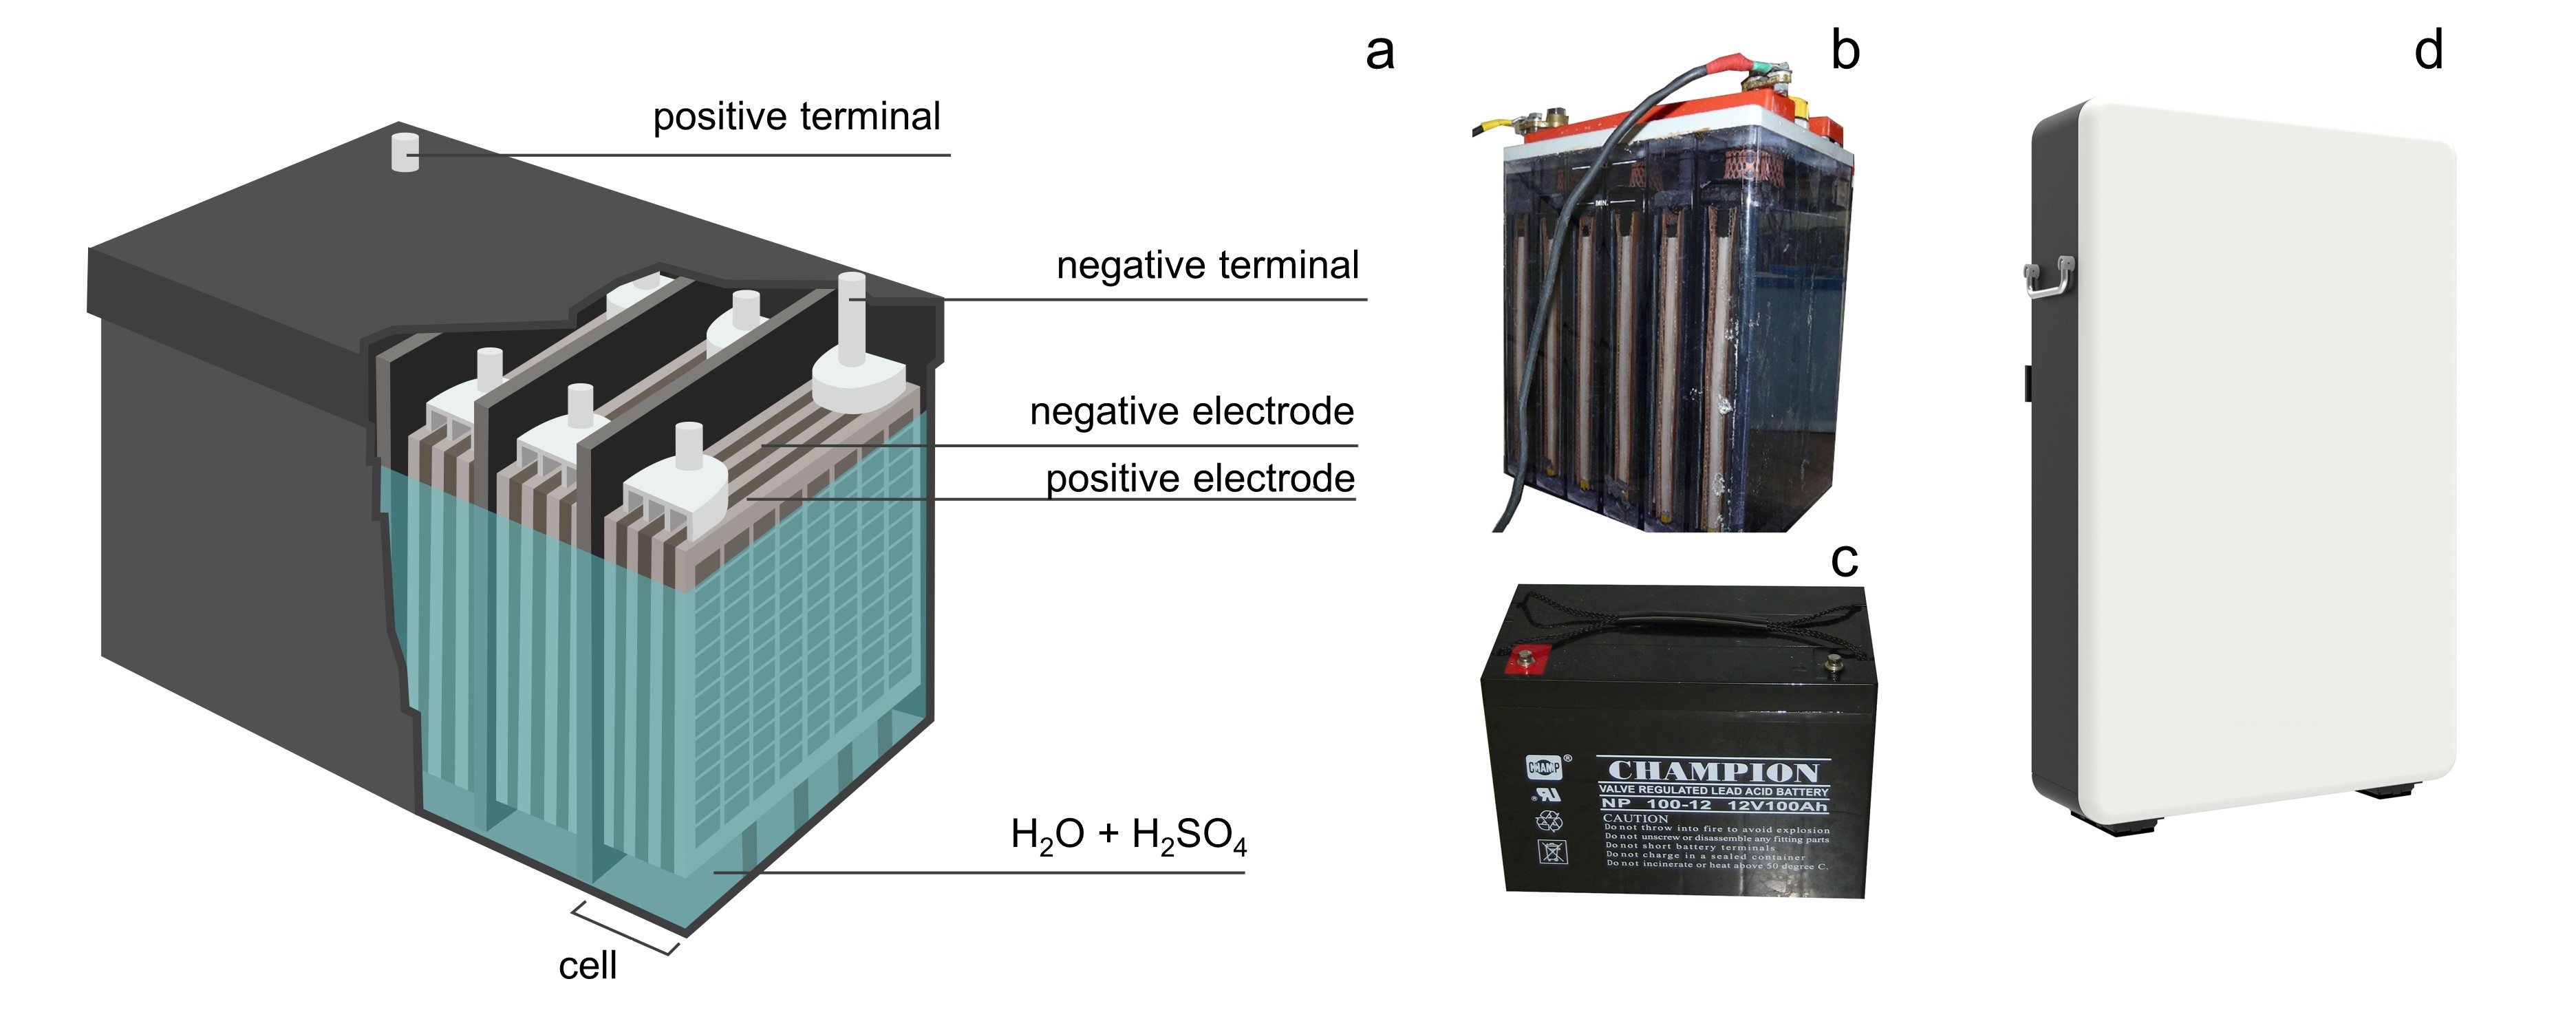 a
positive terminal
negative terminal
negative electrode
positive electrode
H₂O + H₂SO₄
cell
b
MIN.
c
CHAMP ®
CHAMPION
VALVE REGULATED LEAD ACID BATTERY
NP 100-12 12V100Ah
CAUTION
Do not throw into fire to avoid explosion
Do not unscrew or disassemble any fitting parts
Do not short battery terminals
Do not charge in a sealed container
Do not incinerate or heat above 50 degree C.
d